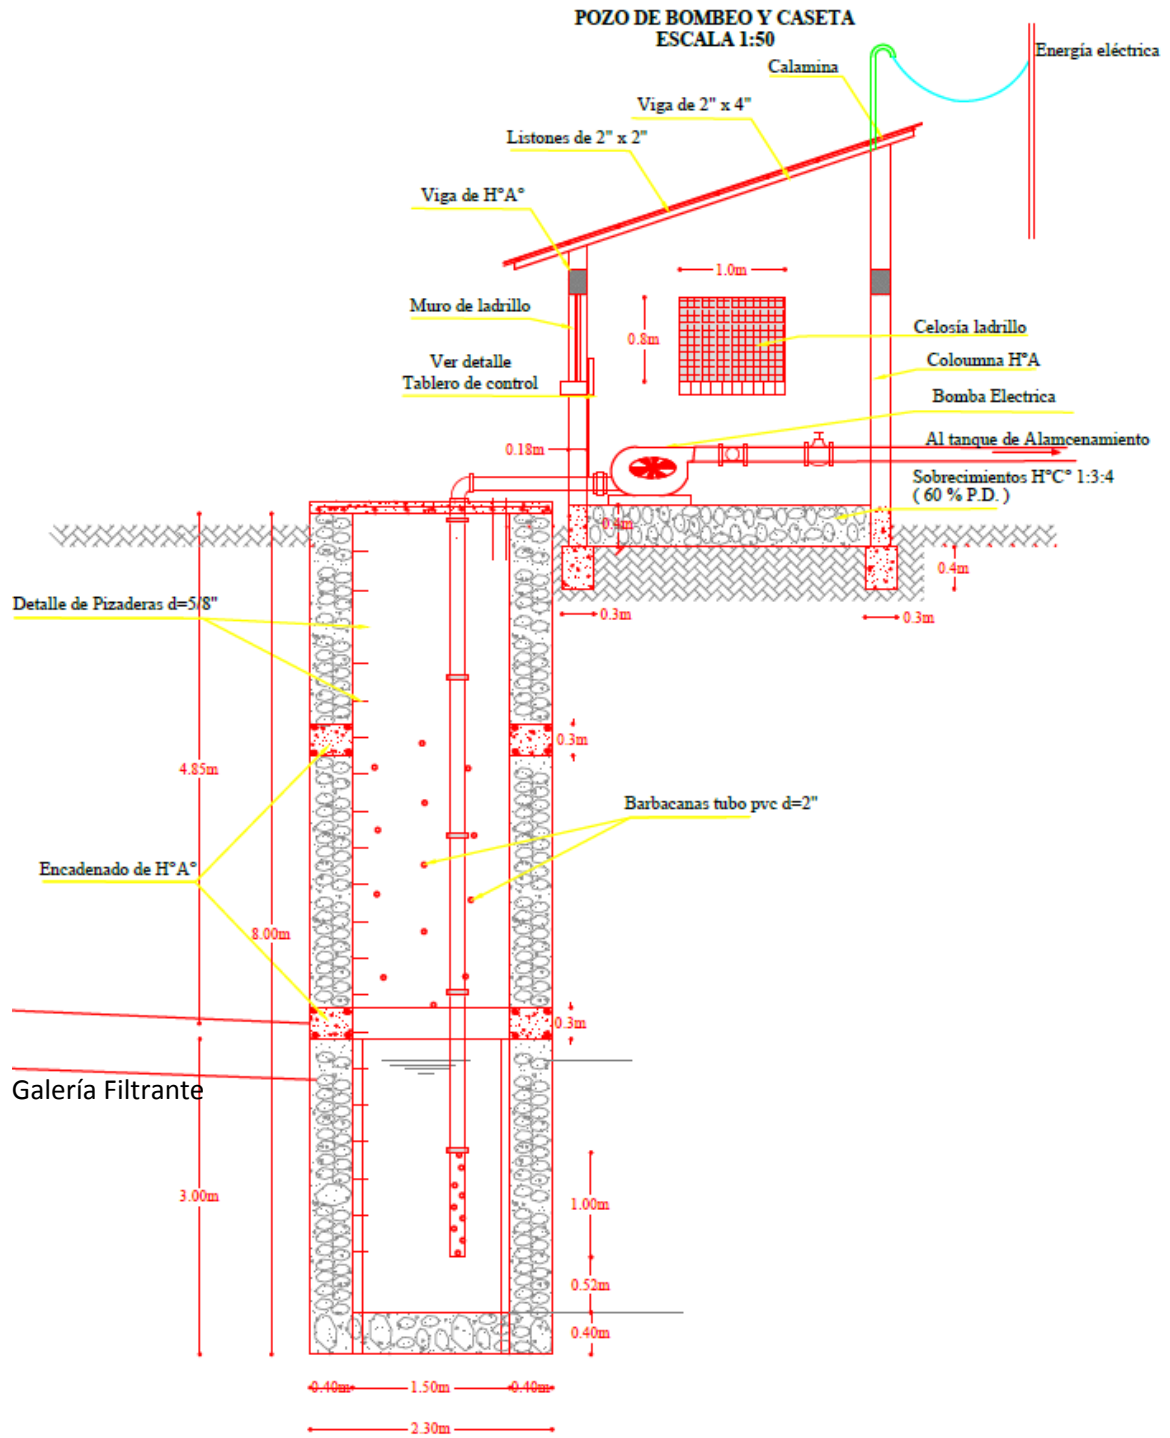 POZO DE BOMBEO Y CASETA
ESCALA 1:50
Energía eléctrica
Calamina
Viga de 2" x 4"
Listones de 2" x 2"
Viga de H°A°
1.0m
Muro de ladrillo
0.8m
Celosía ladrillo
Ver detalle
Tablero de control
Coloumna H°A
Bomba Electrica
0.18m
Al tanque de Alamcenamiento
Sobrecimientos H°C° 1:3:4
( 60 % P.D. )
0.4m
0.4m
0.3m
0.3m
Detalle de Pizaderas d=5/8"
0.3m
4.85m
Barbacanas tubo pvc d=2"
Encadenado de H°A°
8.00m
0.3m
Galería Filtrante
3.00m
1.00m
0.52m
0.40m
0.40m
1.50m
0.40m
2.30m